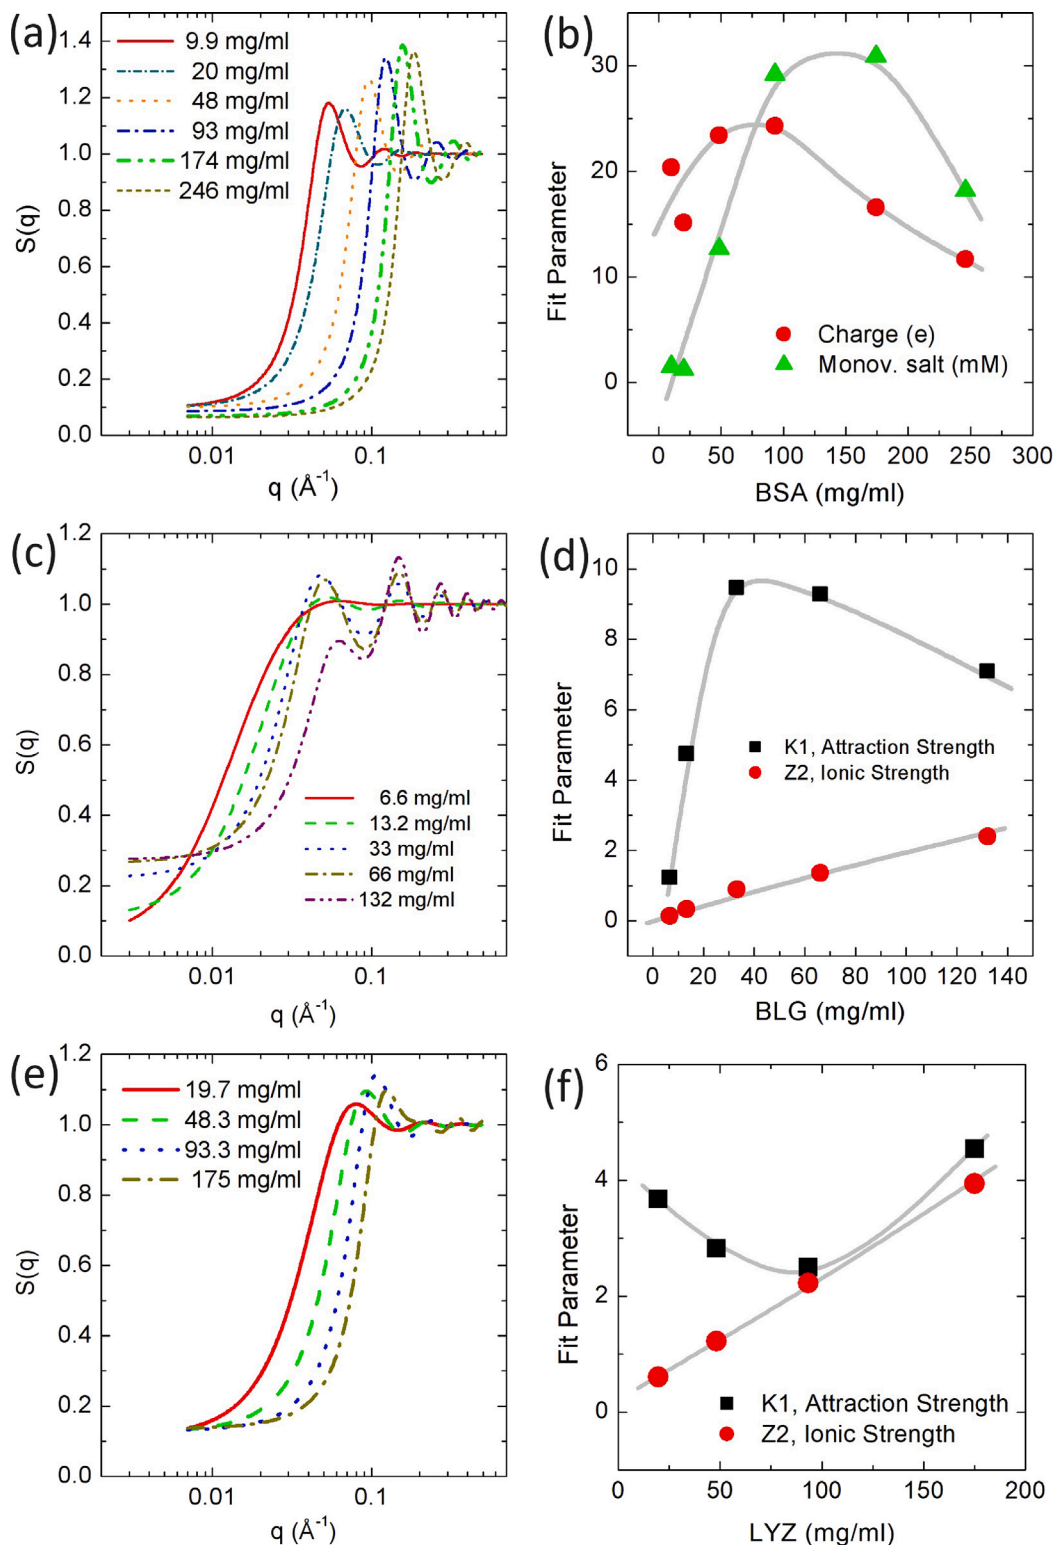 (a)
1.4
1.2
1.0
0.8
0.6
0.4
0.2
0.0
S(q)
9.9 mg/ml
20 mg/ml
48 mg/ml
93 mg/ml
174 mg/ml
246 mg/ml
0.01 0.1
q (Å⁻¹)
(b)
30
20
10
0
Fit Parameter
Charge (e)
Monov. salt (mM)
0 50 100 150 200 250 300
BSA (mg/ml)
(c)
1.2
1.0
0.8
0.6
0.4
0.2
0.0
S(q)
6.6 mg/ml
13.2 mg/ml
33 mg/ml
66 mg/ml
132 mg/ml
0.01 0.1
q (Å⁻¹)
(d)
10
8
6
4
2
0
Fit Parameter
K1, Attraction Strength
Z2, Ionic Strength
0 20 40 60 80 100 120 140
BLG (mg/ml)
(e)
1.2
1.0
0.8
0.6
0.4
0.2
0.0
S(q)
19.7 mg/ml
48.3 mg/ml
93.3 mg/ml
175 mg/ml
0.01 0.1
q (Å⁻¹)
(f)
6
4
2
0
Fit Parameter
K1, Attraction Strength
Z2, Ionic Strength
0 50 100 150 200
LYZ (mg/ml)